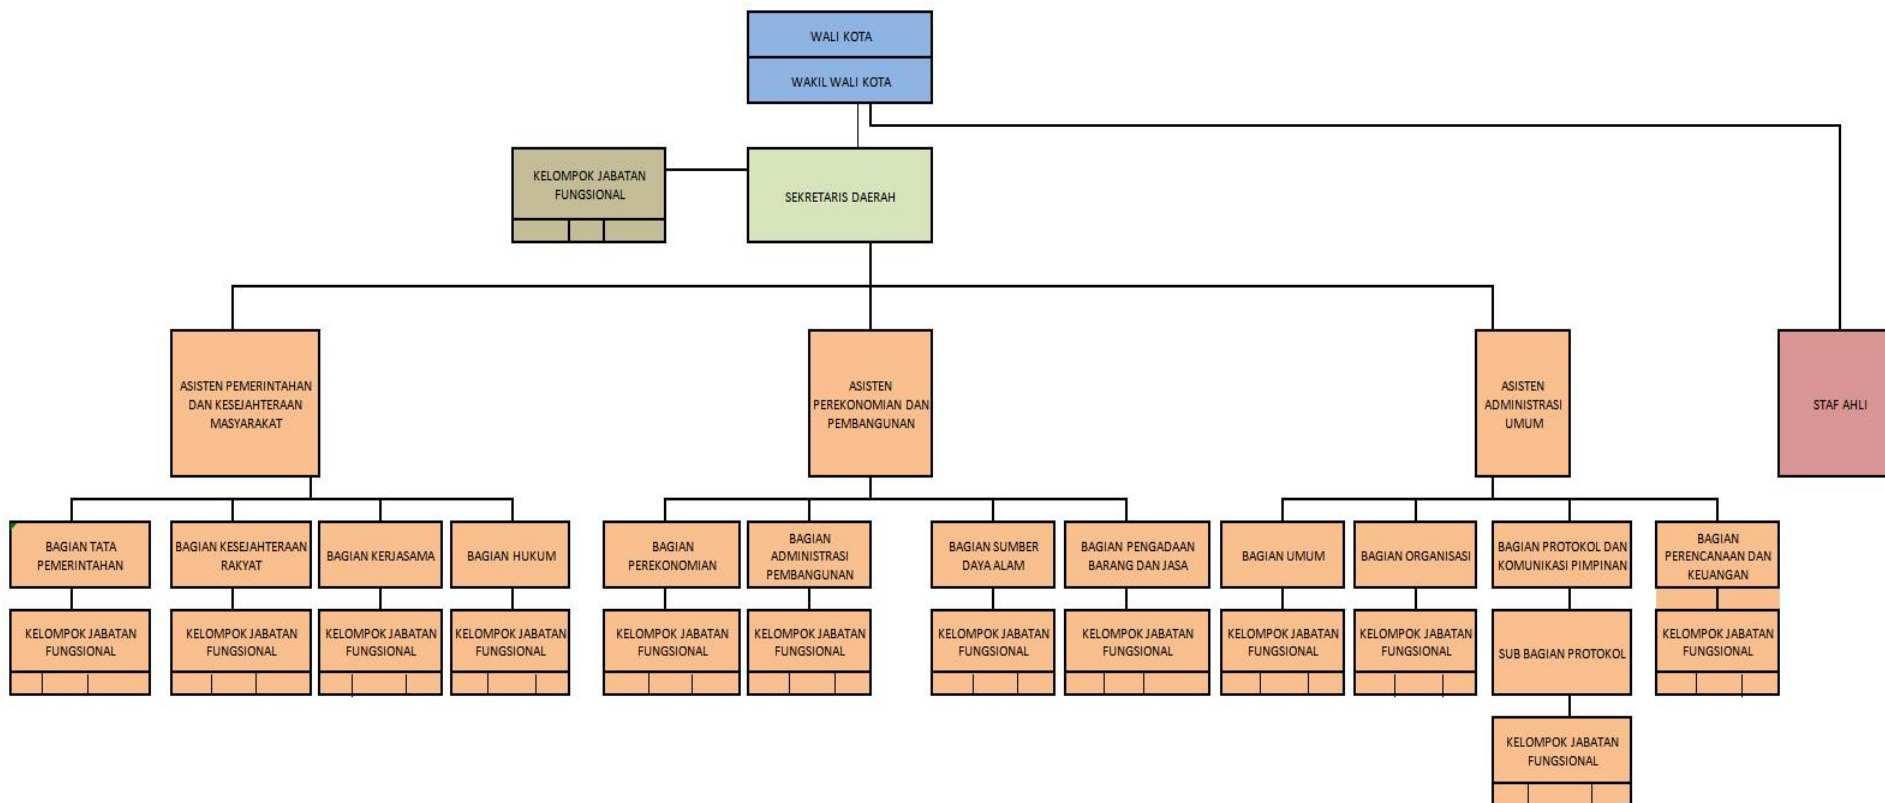 WALI KOTA
WAKIL WALI KOTA
KELOMPOK JABATAN
FUNGSIONAL
SEKRETARIS DAERAH
ASISTEN PEMERINTAHAN
DAN KESEJAHTERAAN
MASYARAKAT
ASISTEN
PEREKONOMIAN DAN
PEMBANGUNAN
ASISTEN
ADMINISTRASI
UMUM
STAF AHLI
BAGIAN TATA
PEMERINTAHAN
BAGIAN KESEJAHTERAAN
RAKYAT
BAGIAN KERJASAMA
BAGIAN HUKUM
BAGIAN
PEREKONOMIAN
BAGIAN
ADMINISTRASI
PEMBANGUNAN
BAGIAN SUMBER
DAYA ALAM
BAGIAN PENGADAAN
BARANG DAN JASA
BAGIAN UMUM
BAGIAN ORGANISASI
BAGIAN PROTOKOL DAN
KOMUNIKASI PIMPINAN
BAGIAN
PERENCANAAN DAN
KEUANGAN
KELOMPOK JABATAN
FUNGSIONAL
KELOMPOK JABATAN
FUNGSIONAL
KELOMPOK JABATAN
FUNGSIONAL
KELOMPOK JABATAN
FUNGSIONAL
KELOMPOK JABATAN
FUNGSIONAL
KELOMPOK JABATAN
FUNGSIONAL
KELOMPOK JABATAN
FUNGSIONAL
KELOMPOK JABATAN
FUNGSIONAL
KELOMPOK JABATAN
FUNGSIONAL
KELOMPOK JABATAN
FUNGSIONAL
SUB BAGIAN PROTOKOL
KELOMPOK JABATAN
FUNGSIONAL
KELOMPOK JABATAN
FUNGSIONAL